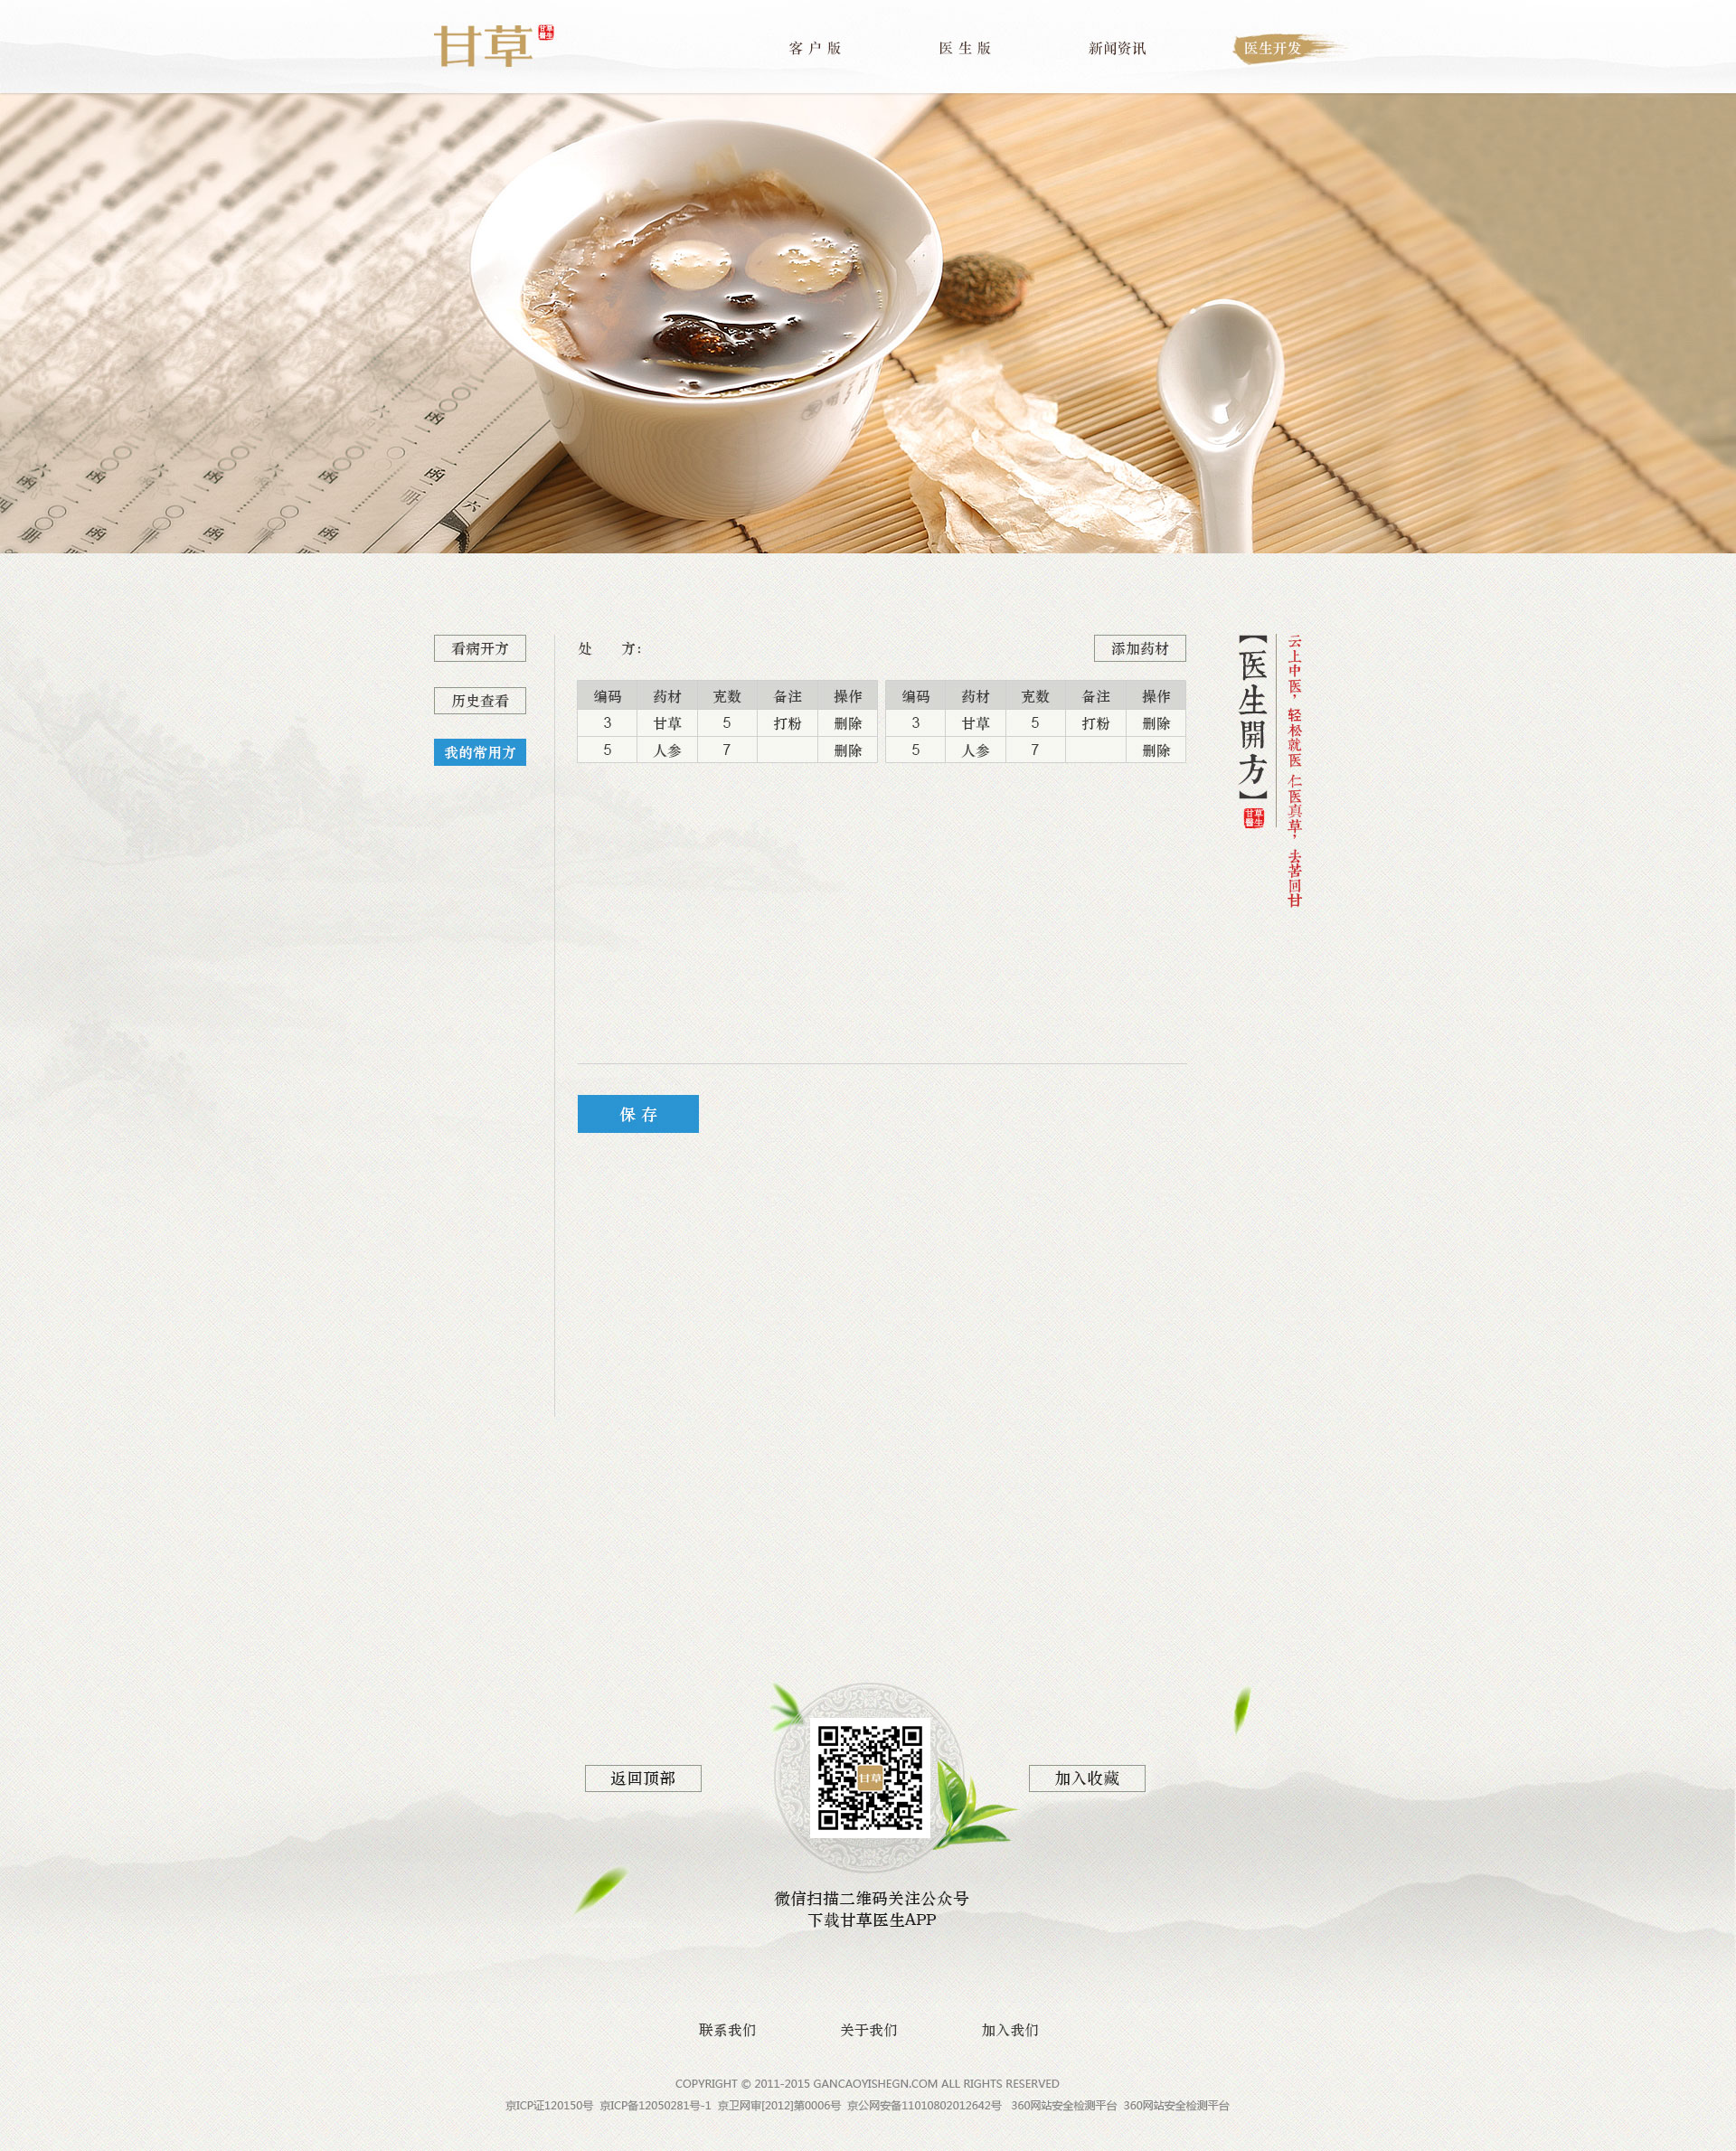 甘草
甘草醫生
客 户 版
医 生 版
新闻资讯
医生开发
看病开方
历史查看
我的常用方
处 方：
添加药材
编码 药材 克数 备注 操作 编码 药材 克数 备注 操作
3 甘草 5 打粉 删除 3 甘草 5 打粉 删除
5 人参 7 删除 5 人参 7 删除
保 存
【医生開方】
甘草醫生
云上中医，轻松就医 仁医真草，去苦回甘
返回顶部
甘草
加入收藏
微信扫描二维码关注公众号
下载甘草医生APP
联系我们 关于我们 加入我们
COPYRIGHT © 2011-2015 GANCAOYISHEGN.COM ALL RIGHTS RESERVED
京ICP证120150号 京ICP备12050281号-1 京卫网审[2012]第0006号 京公网安备11010802012642号 360网站安全检测平台 360网站安全检测平台